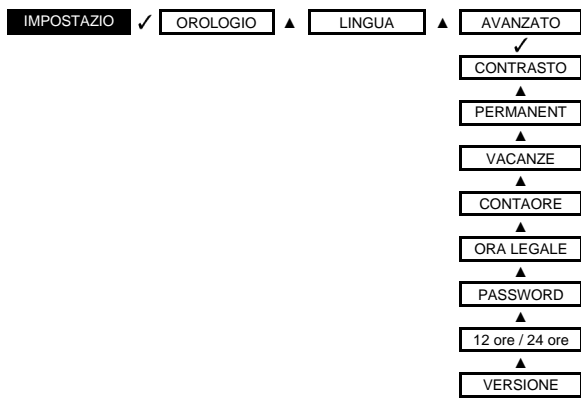 IMPOSTAZIO ✓ OROLOGIO ▲ LINGUA ▲ AVANZATO
✓
CONTRASTO
▲
PERMANENT
▲
VACANZE
▲
CONTAORE
▲
ORA LEGALE
▲
PASSWORD
▲
12 ore / 24 ore
▲
VERSIONE